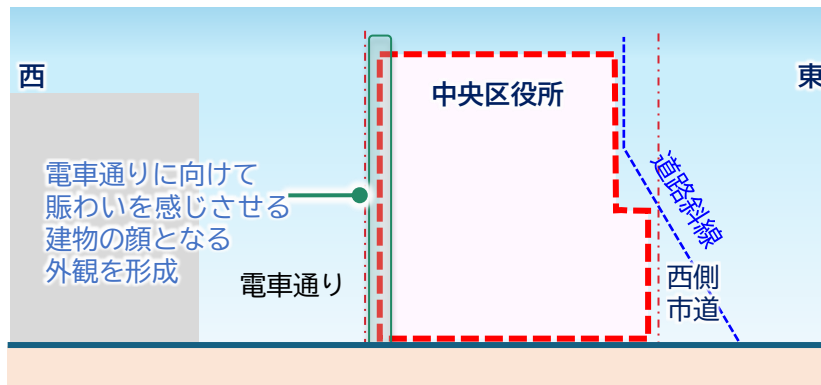 西
東
中央区役所
電車通りに向けて
賑わいを感じさせる
建物の顔となる
外観を形成
道路斜線
電車通り
西側
市道